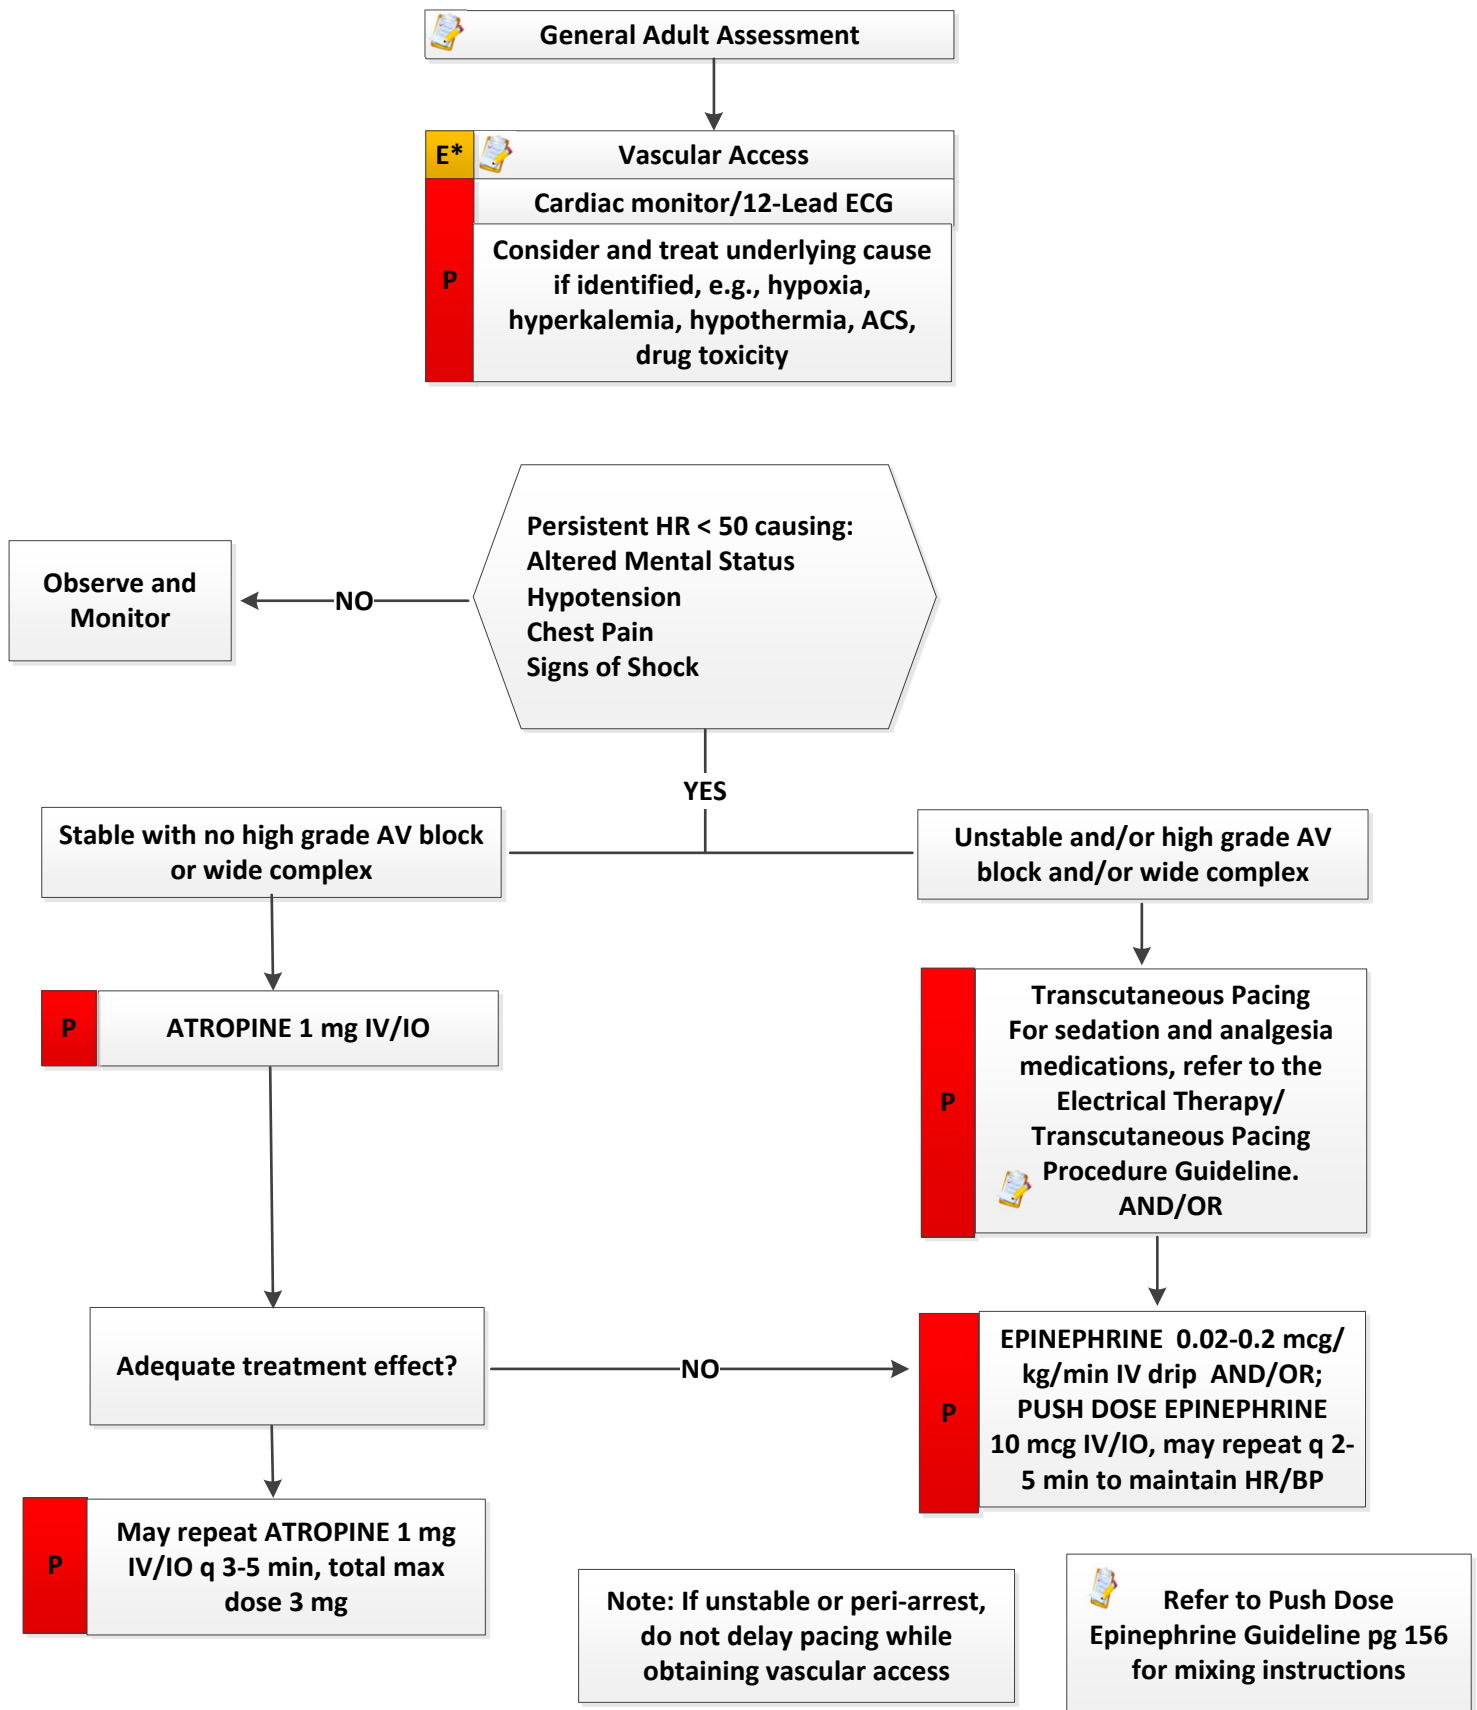 General Adult Assessment
E*
Vascular Access
Cardiac monitor/12-Lead ECG
P
Consider and treat underlying cause
if identified, e.g., hypoxia,
hyperkalemia, hypothermia, ACS,
drug toxicity
Persistent HR < 50 causing:
Altered Mental Status
Hypotension
Chest Pain
Signs of Shock
NO
Observe and
Monitor
YES
Stable with no high grade AV block
or wide complex
Unstable and/or high grade AV
block and/or wide complex
P
ATROPINE 1 mg IV/IO
P
Transcutaneous Pacing
For sedation and analgesia
medications, refer to the
Electrical Therapy/
Transcutaneous Pacing
Procedure Guideline.
AND/OR
Adequate treatment effect?
NO
P
EPINEPHRINE  0.02-0.2 mcg/
kg/min IV drip  AND/OR;
PUSH DOSE EPINEPHRINE
10 mcg IV/IO, may repeat q 2-
5 min to maintain HR/BP
P
May repeat ATROPINE 1 mg
IV/IO q 3-5 min, total max
dose 3 mg
Note: If unstable or peri-arrest,
do not delay pacing while
obtaining vascular access
Refer to Push Dose
Epinephrine Guideline pg 156
for mixing instructions